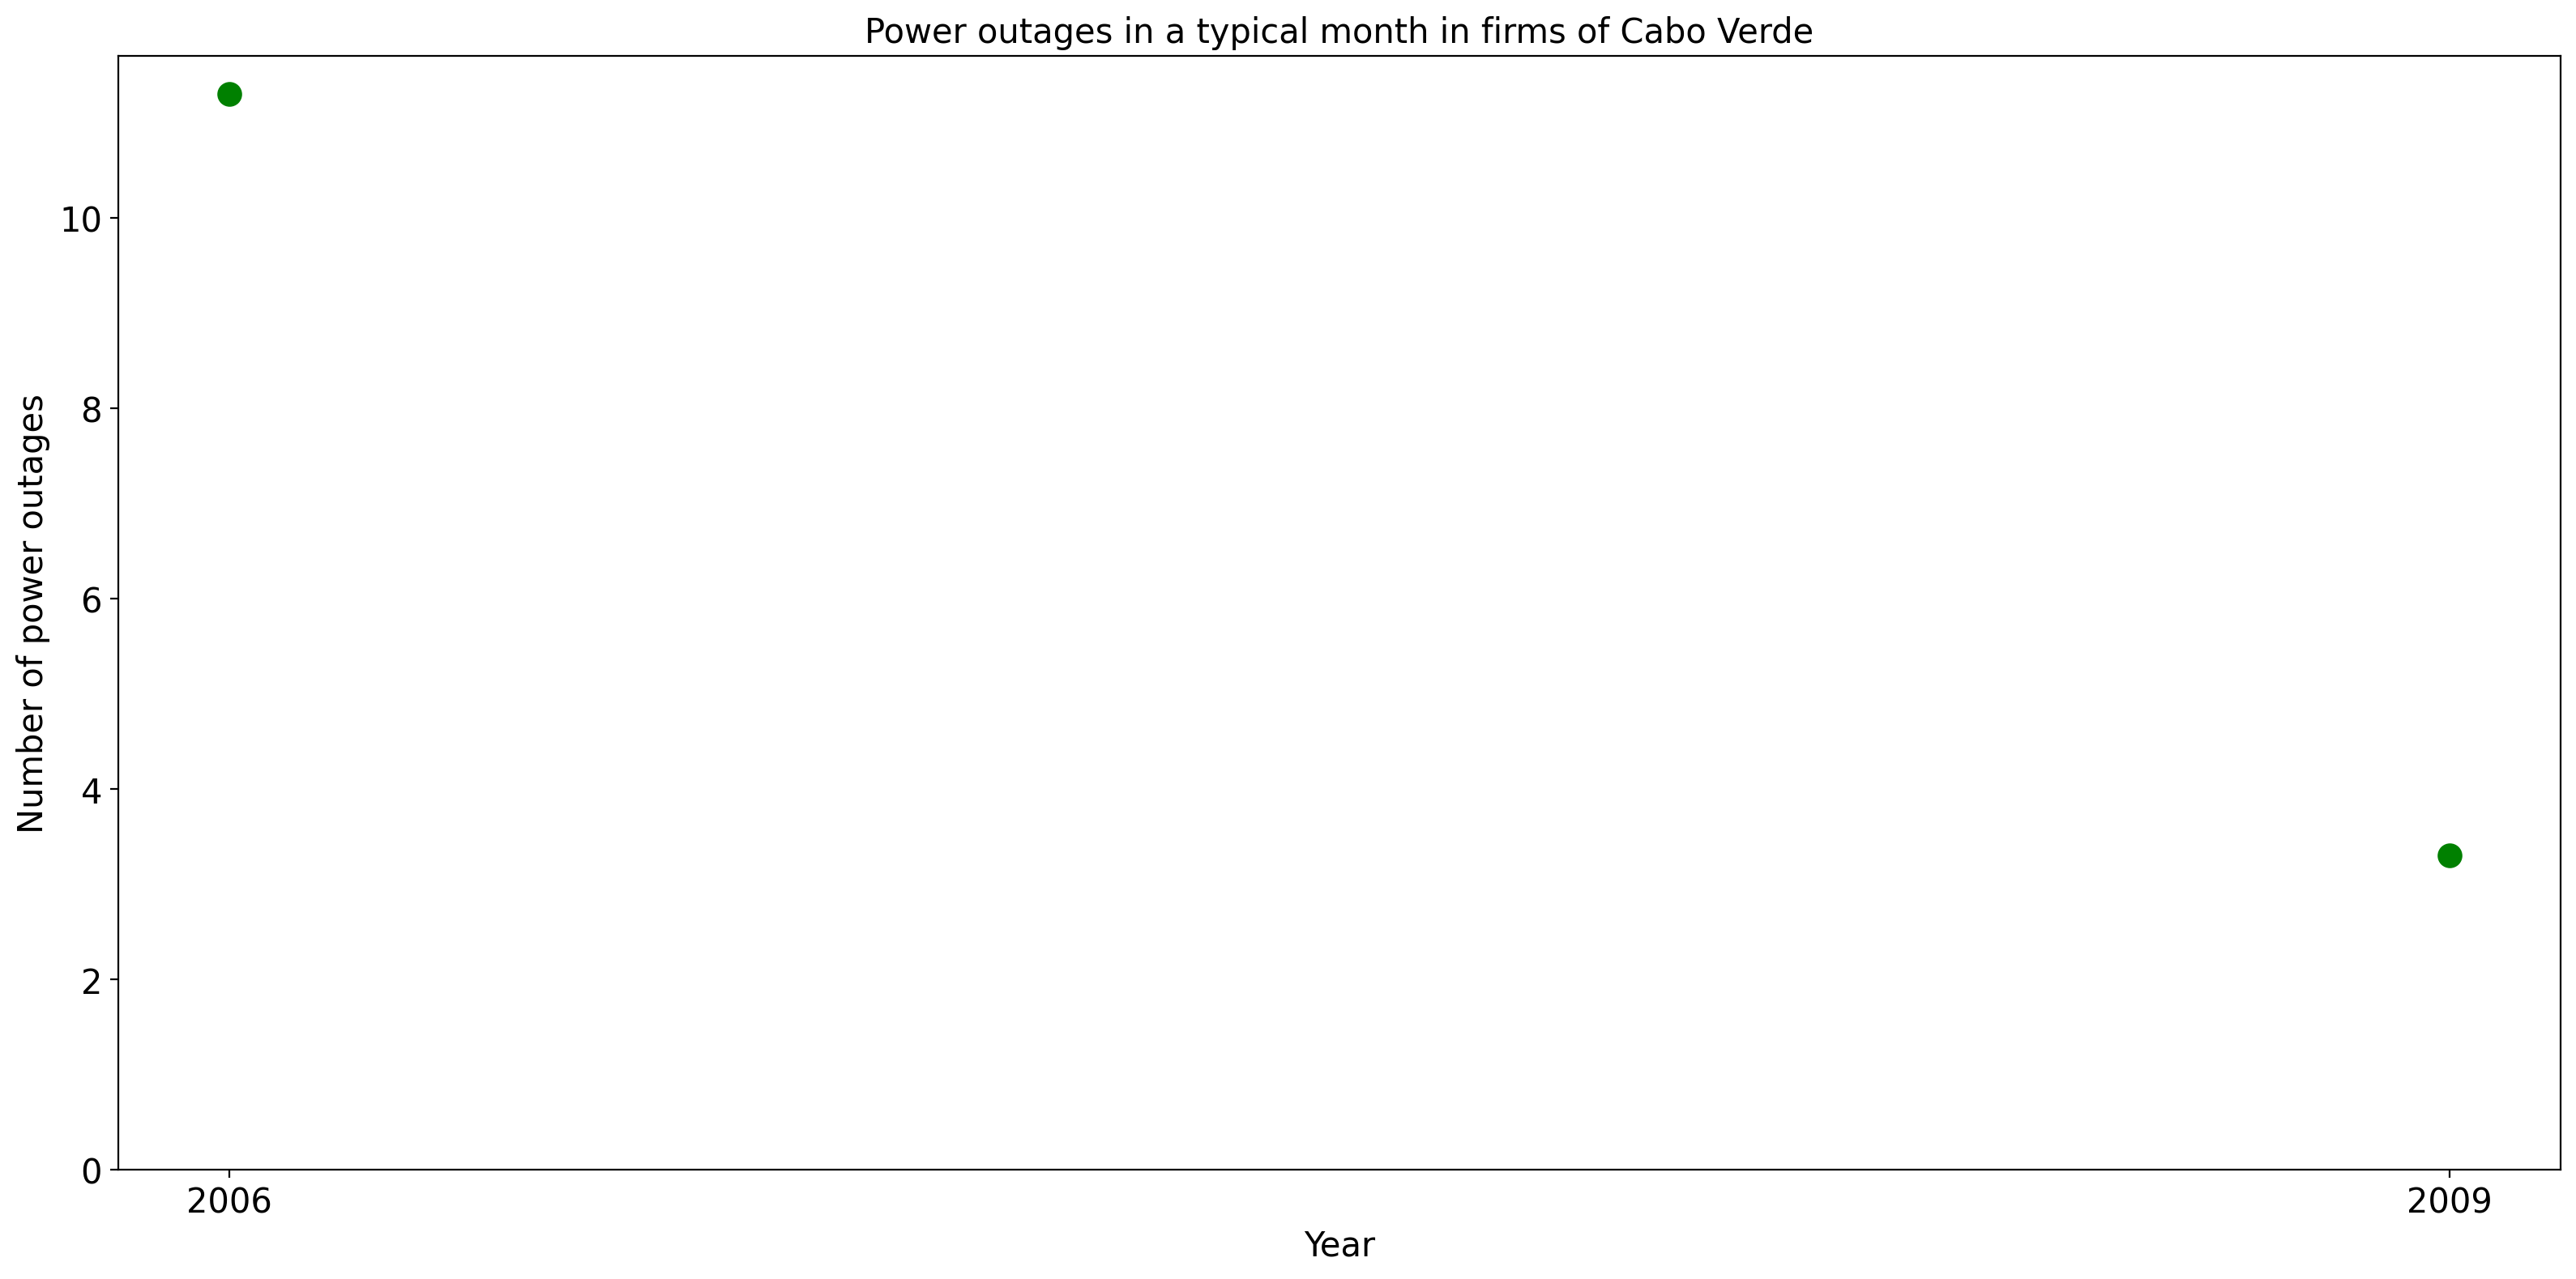 Power outages in a typical month in firms of Cabo Verde
Number of power outages
10
8
6
4
2
0
2006
2009
Year